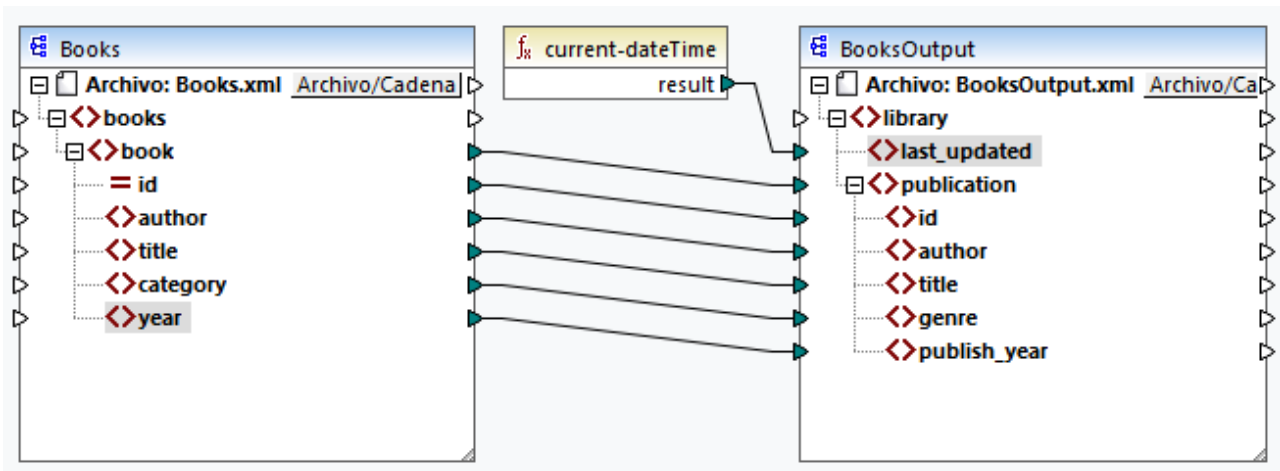 Books
Archivo: Books.xml Archivo/Cadena
books
book
= id
author
title
category
year
fx current-dateTime
result
BooksOutput
Archivo: BooksOutput.xml Archivo/Ca
library
last_updated
publication
id
author
title
genre
publish_year